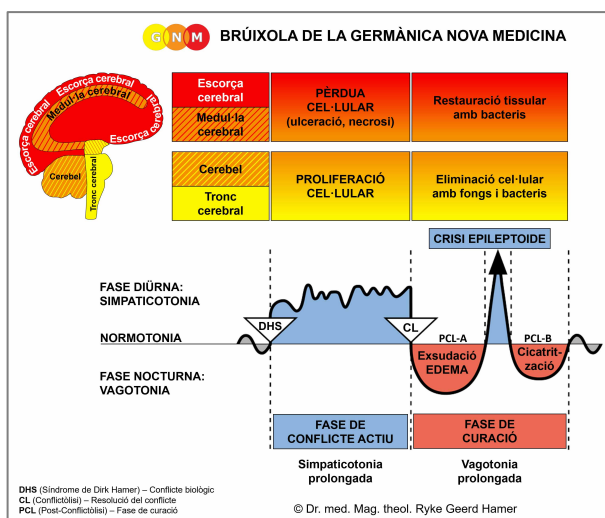 GNM BRÚIXOLA DE LA GERMÀNICA NOVA MEDICINA
Escorça cerebral
Escorça cerebral
Escorça cerebral
Escorça cerebral
Medul·la cerebral
Cerebel
Tronc cerebral
Escorça
cerebral
Medul·la
cerebral
PÈRDUA
CEL·LULAR
(ulceració, necrosi)
Restauració tissular
amb bacteris
Cerebel
Tronc
cerebral
PROLIFERACIÓ
CEL·LULAR
Eliminació cel·lular
amb fongs i bacteris
CRISI EPILEPTOIDE
FASE DIÜRNA:
SIMPATICOTONIA
NORMOTONIA
FASE NOCTURNA:
VAGOTONIA
DHS
CL
PCL-A
PCL-B
Exsudació
EDEMA
Cicatrit-
zació
FASE DE
CONFLICTE ACTIU
FASE DE
CURACIÓ
Simpaticotonia
prolongada
Vagotonia
prolongada
DHS (Síndrome de Dirk Hamer) – Conflicte biològic
CL (Conflictòlisi) – Resolució del conflicte
PCL (Post-Conflictòlisi) – Fase de curació
© Dr. med. Mag. theol. Ryke Geerd Hamer